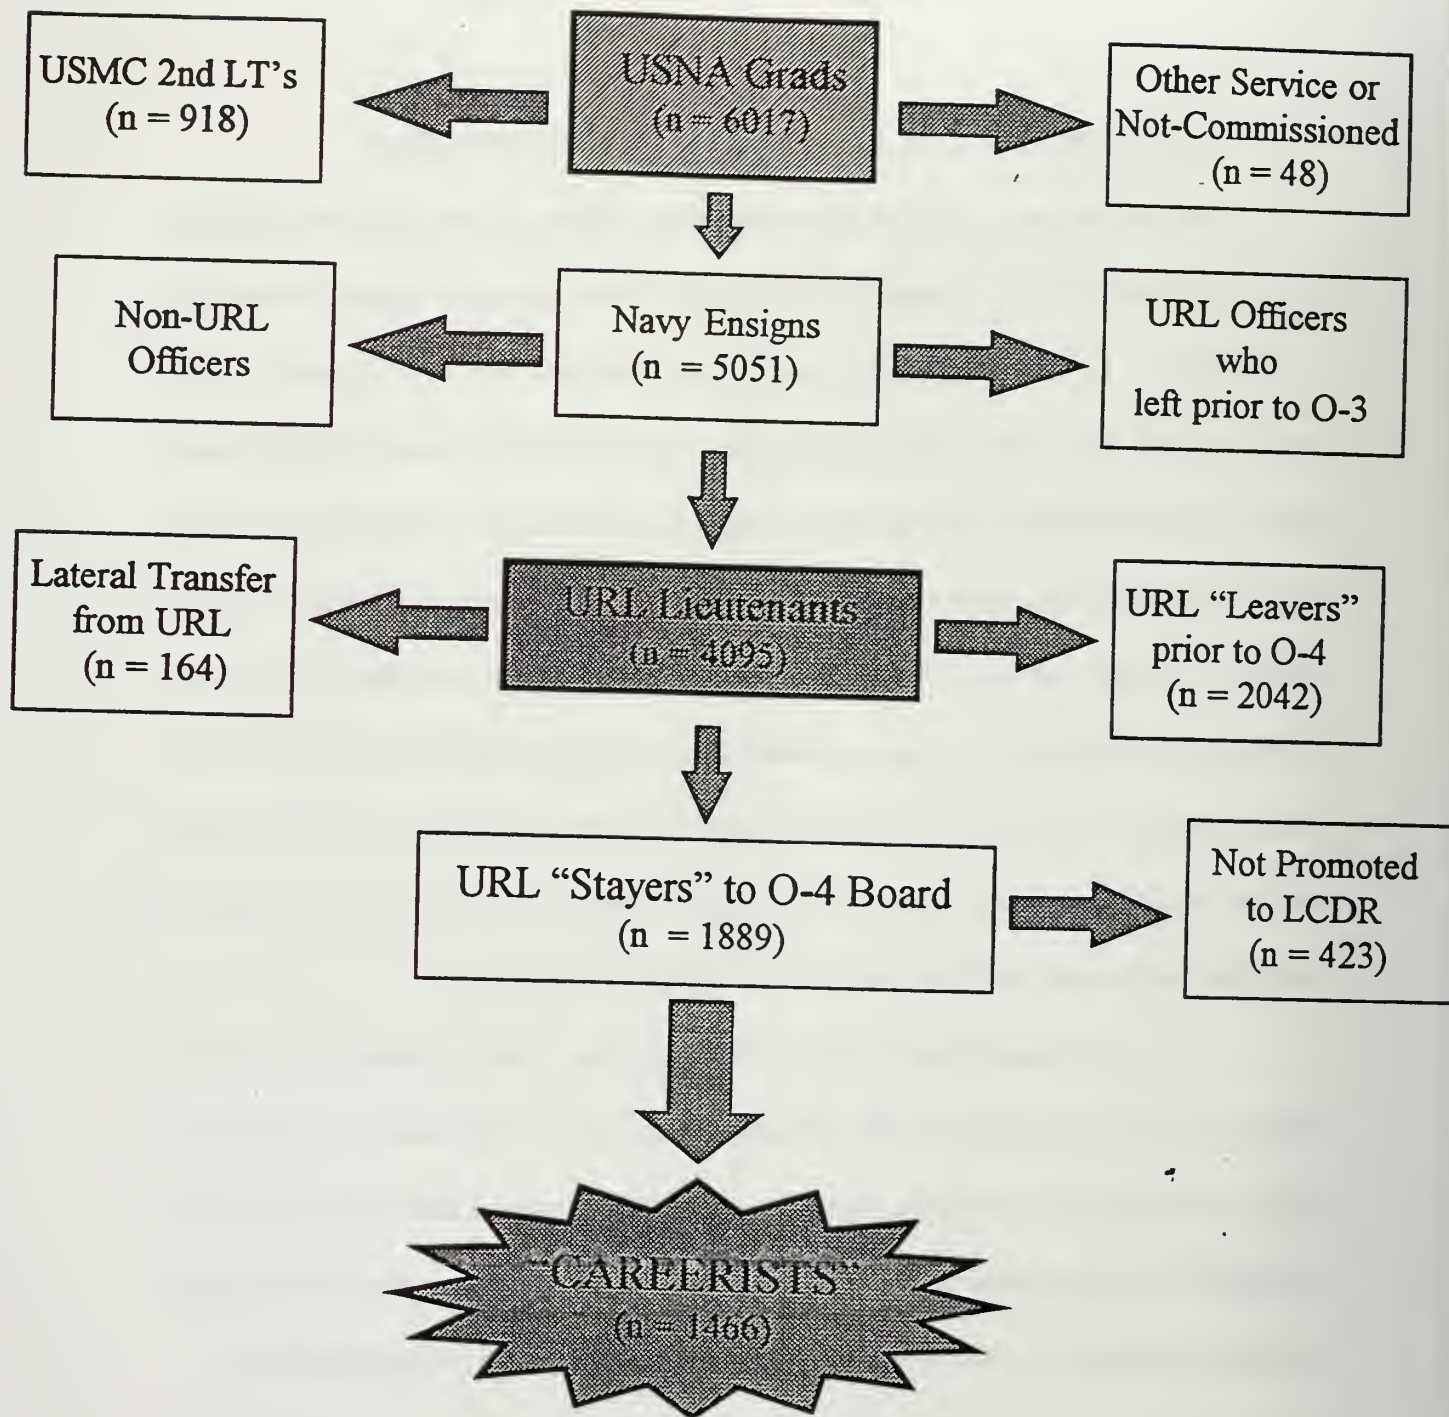 USMC 2nd LT's
(n = 918)
USNA Grads
(n = 6017)
Other Service or
Not-Commissioned
(n = 48)
Non-URL
Officers
Navy Ensigns
(n = 5051)
URL Officers
who
left prior to O-3
Lateral Transfer
from URL
(n = 164)
URL Lieutenants
(n = 4095)
URL “Leavers”
prior to O-4
(n = 2042)
URL “Stayers” to O-4 Board
(n = 1889)
Not Promoted
to LCDR
(n = 423)
“CAREERISTS”
(n = 1466)